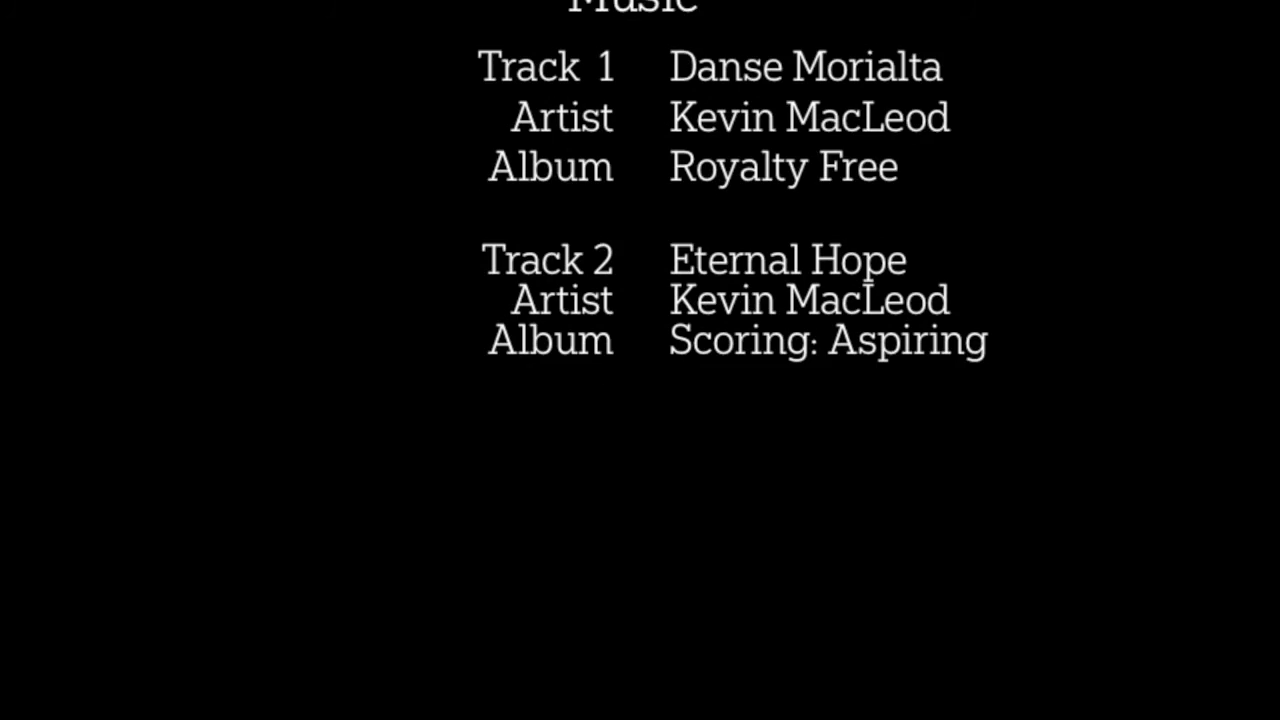 Music
Track 1 Danse Morialta
Artist Kevin MacLeod
Album Royalty Free
Track 2 Eternal Hope
Artist Kevin MacLeod
Album Scoring: Aspiring